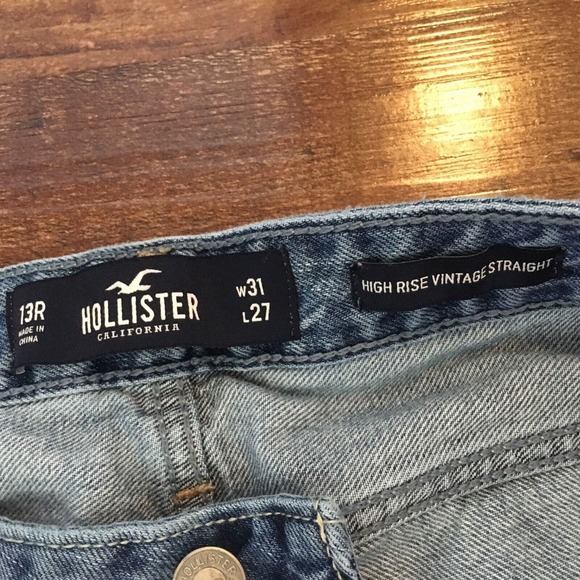 13R
MADE IN
CHINA
HOLLISTER
CALIFORNIA
W31
L27
HIGH RISE VINTAGE STRAIGHT
HOLLISTER